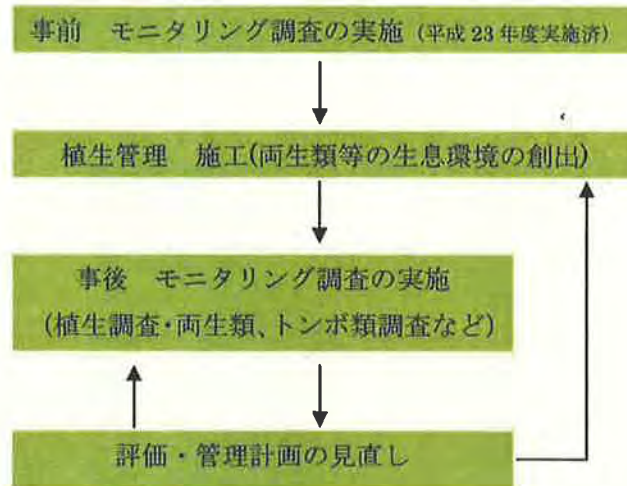 事前　モニタリング調査の実施（平成 23 年度実施済）
植生管理　施工(両生類等の生息環境の創出)
事後　モニタリング調査の実施
(植生調査・両生類、トンボ類調査など)
評価・管理計画の見直し